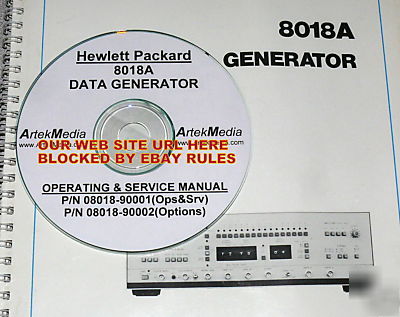 8018A
GENERATOR
Hewlett Packard
8018A
DATA GENERATOR
ArtekMedia ArtekMedia
OUR WEB SITE URL HERE
BLOCKED BY EBAY RULES
OPERATING & SERVICE MANUAL
P/N 08018-90001(Ops&Srv)
P/N 08018-90002(Options)